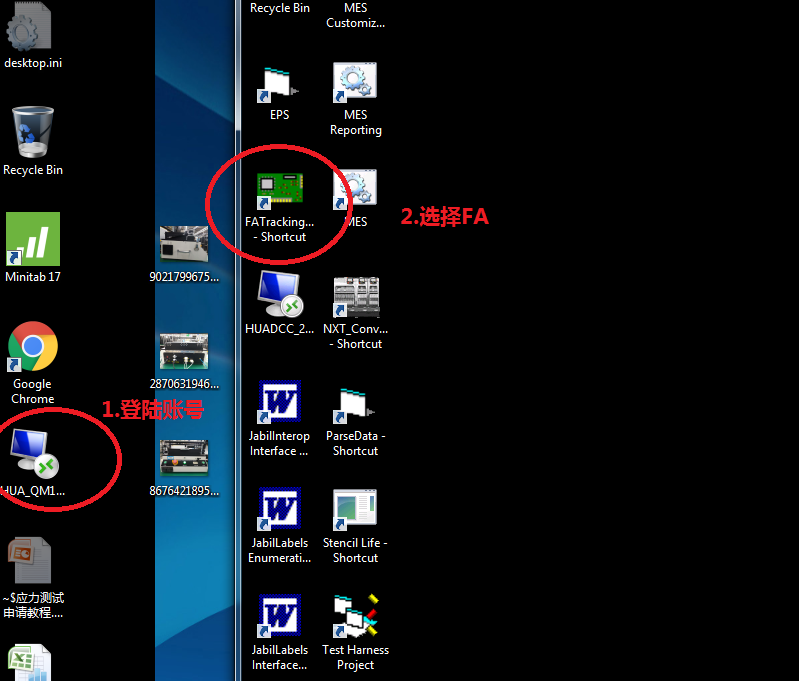 desktop.ini
Recycle Bin
Minitab 17
Google
Chrome
HUA_QM1...
~$应力测试
申请教程....
9021799675...
2870631946...
8676421895...
1.登陆账号
Recycle Bin
MES
Customiz...
EPS
MES
Reporting
FATracking...
- Shortcut
MES
2.选择FA
HUADCC_2...
NXT_Conv...
- Shortcut
JabilInterop
Interface ...
ParseData -
Shortcut
JabilLabels
Enumerati...
Stencil Life -
Shortcut
JabilLabels
Interface...
Test Harness
Project